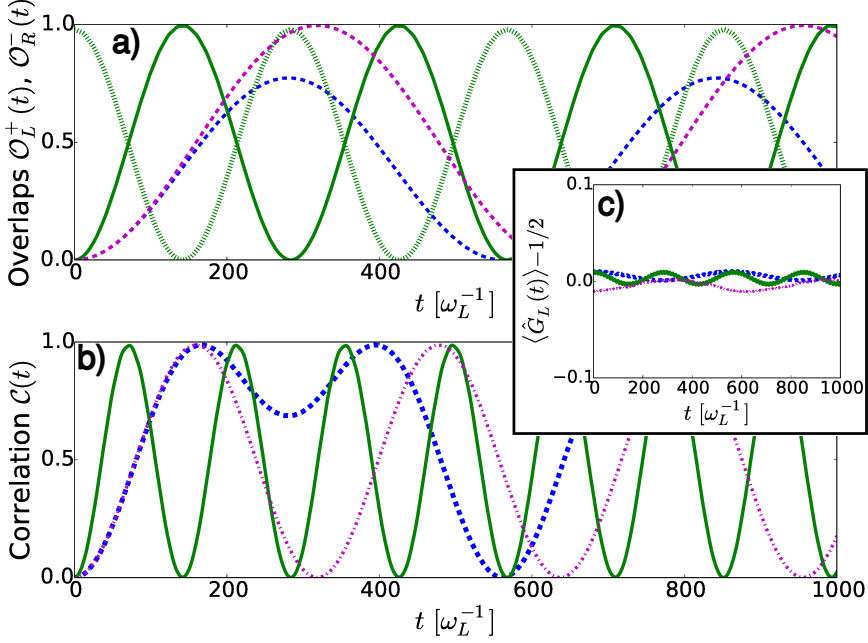 a)
Overlaps 𝒪_L^+(t), 𝒪_R^-(t)
1.0
0.5
0.0
0
200
400
t [ω_L^{-1}]
c)
⟨Ĝ_L(t)⟩−1/2
0.1
0.0
−0.1
0 200 400 600 800 1000
t [ω_L^{-1}]
b)
Correlation 𝒞(t)
1.0
0.5
0.0
0 200 400 600 800 1000
t [ω_L^{-1}]